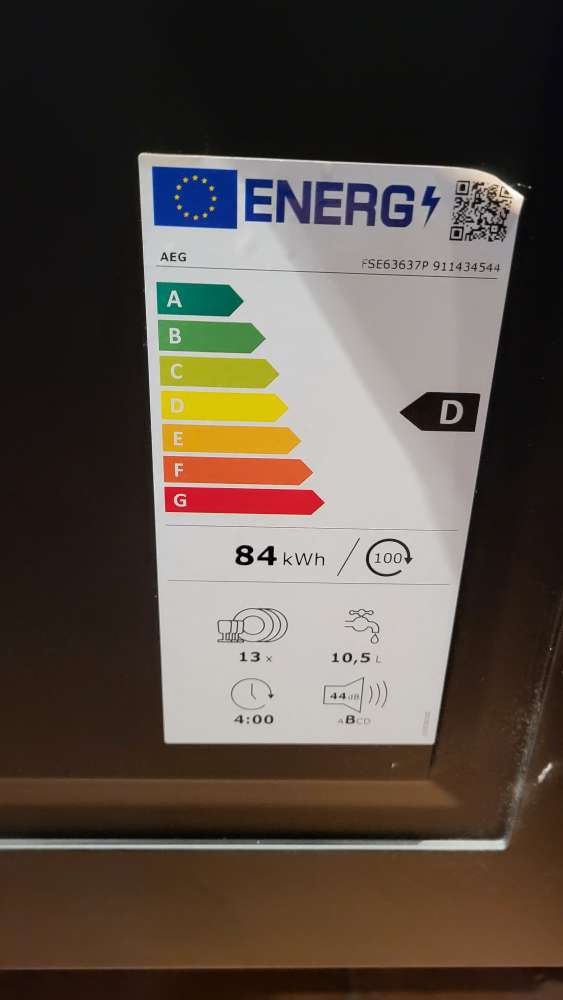 ENERG
AEG
FSE63637P 911434544
A
B
C
D
D
E
F
G
84 kWh / 100
13 x
10,5 L
4:00
44 dB
ABCD